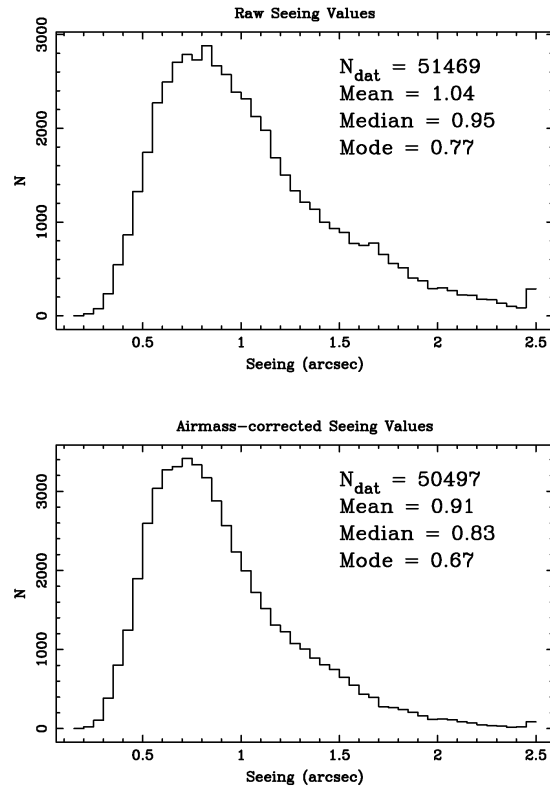 Raw Seeing Values
3000
2000
1000
0
N
N_dat = 51469
Mean = 1.04
Median = 0.95
Mode = 0.77
0.5 1 1.5 2 2.5
Seeing (arcsec)
Airmass-corrected Seeing Values
3000
2000
1000
0
N
N_dat = 50497
Mean = 0.91
Median = 0.83
Mode = 0.67
0.5 1 1.5 2 2.5
Seeing (arcsec)